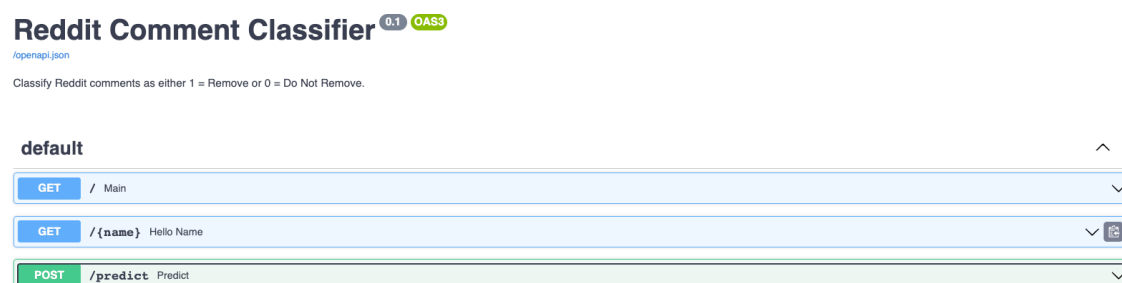 Reddit Comment Classifier 0.1 OAS3
/openapi.json
Classify Reddit comments as either 1 = Remove or 0 = Do Not Remove.
default
GET / Main
GET /{name} Hello Name
POST /predict Predict